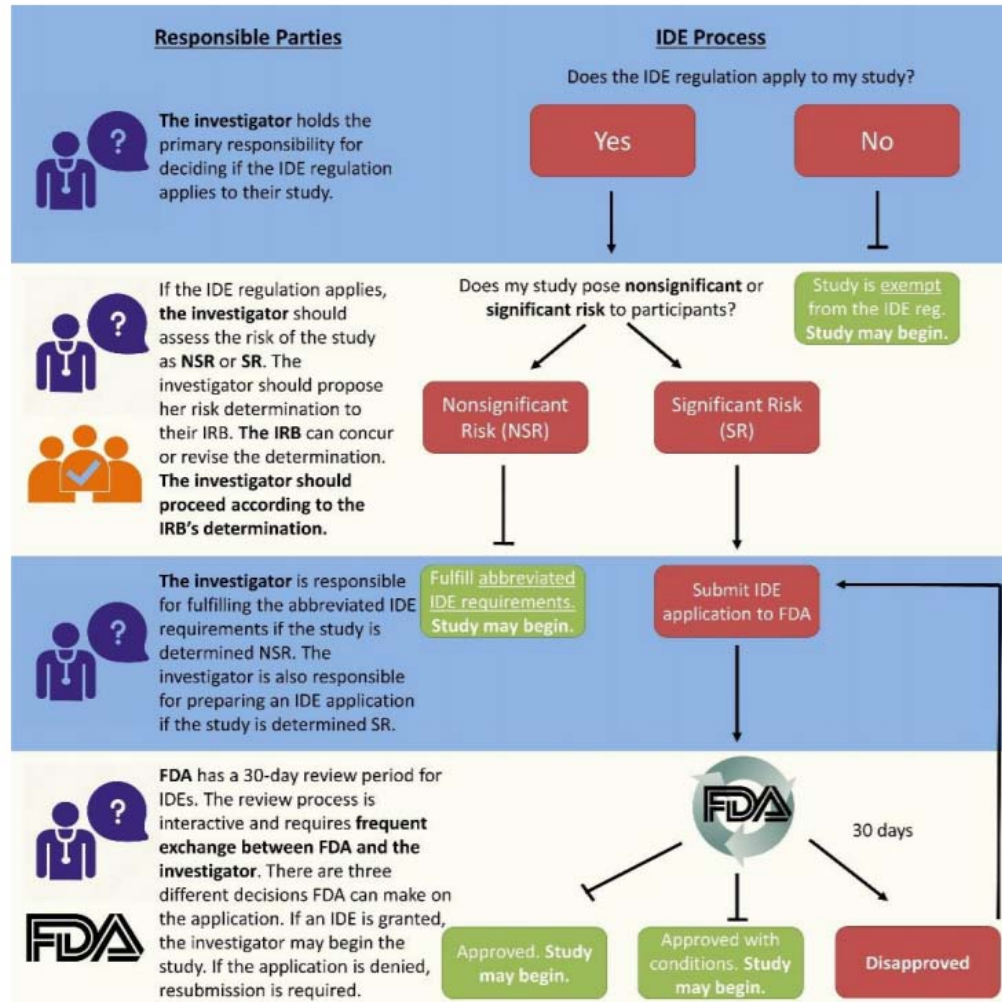 Responsible Parties
IDE Process
Does the IDE regulation apply to my study?
?
The investigator holds the
primary responsibility for
deciding if the IDE regulation
applies to their study.
Yes
No
?
If the IDE regulation applies,
the investigator should
assess the risk of the study
as NSR or SR. The
investigator should propose
her risk determination to
their IRB. The IRB can concur
or revise the determination.
The investigator should
proceed according to the
IRB's determination.
Does my study pose nonsignificant or
significant risk to participants?
Study is exempt
from the IDE reg.
Study may begin.
Nonsignificant
Risk (NSR)
Significant Risk
(SR)
?
The investigator is responsible
for fulfilling the abbreviated IDE
requirements if the study is
determined NSR. The
investigator is also responsible
for preparing an IDE application
if the study is determined SR.
Fulfill abbreviated
IDE requirements.
Study may begin.
Submit IDE
application to FDA
?
FDA
FDA has a 30-day review period for
IDEs. The review process is
interactive and requires frequent
exchange between FDA and the
investigator. There are three
different decisions FDA can make on
the application. If an IDE is granted,
the investigator may begin the
study. If the application is denied,
resubmission is required.
FDA
30 days
Approved. Study
may begin.
Approved with
conditions. Study
may begin.
Disapproved